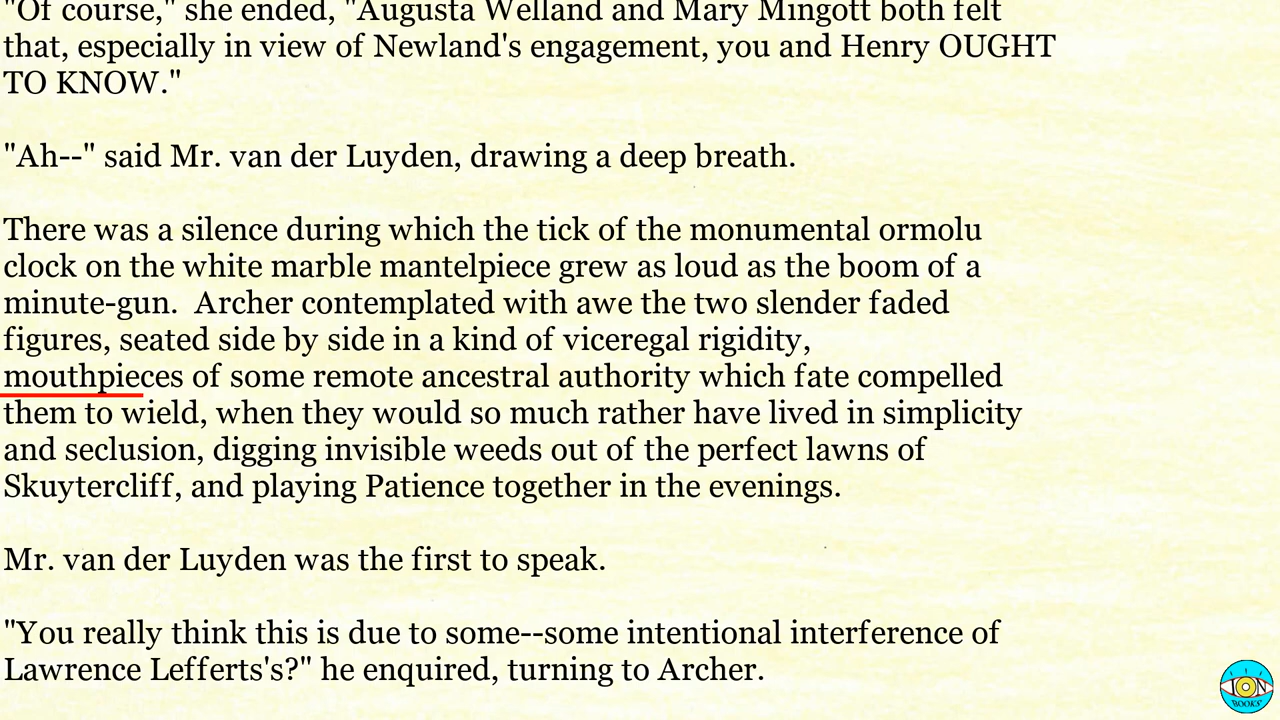 "Of course," she ended, "Augusta Welland and Mary Mingott both felt
that, especially in view of Newland's engagement, you and Henry OUGHT
TO KNOW."
"Ah--" said Mr. van der Luyden, drawing a deep breath.
There was a silence during which the tick of the monumental ormolu
clock on the white marble mantelpiece grew as loud as the boom of a
minute-gun.  Archer contemplated with awe the two slender faded
figures, seated side by side in a kind of viceregal rigidity,
mouthpieces of some remote ancestral authority which fate compelled
them to wield, when they would so much rather have lived in simplicity
and seclusion, digging invisible weeds out of the perfect lawns of
Skuytercliff, and playing Patience together in the evenings.
Mr. van der Luyden was the first to speak.
"You really think this is due to some--some intentional interference of
Lawrence Lefferts's?" he enquired, turning to Archer.
ION
BOOKS